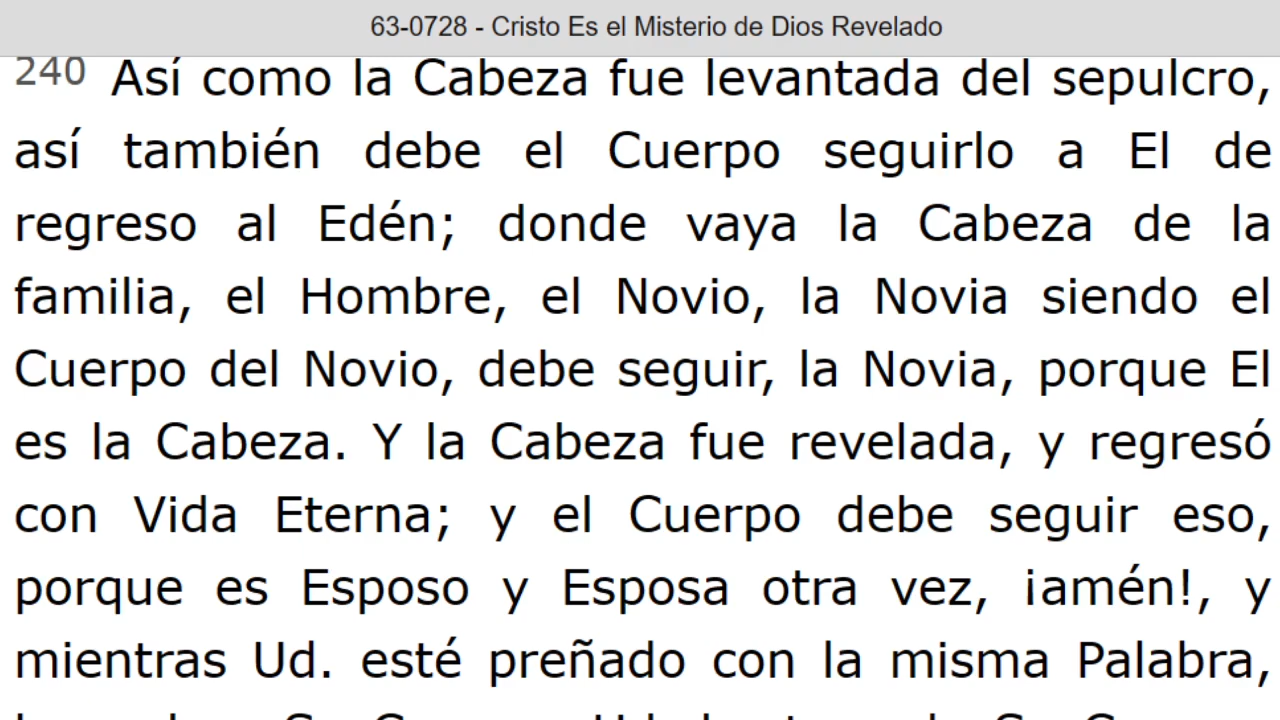 63-0728 - Cristo Es el Misterio de Dios Revelado
240 Así como la Cabeza fue levantada del sepulcro,
así también debe el Cuerpo seguirlo a El de
regreso al Edén; donde vaya la Cabeza de la
familia, el Hombre, el Novio, la Novia siendo el
Cuerpo del Novio, debe seguir, la Novia, porque El
es la Cabeza. Y la Cabeza fue revelada, y regresó
con Vida Eterna; y el Cuerpo debe seguir eso,
porque es Esposo y Esposa otra vez, ¡amén!, y
mientras Ud. esté preñado con la misma Palabra,